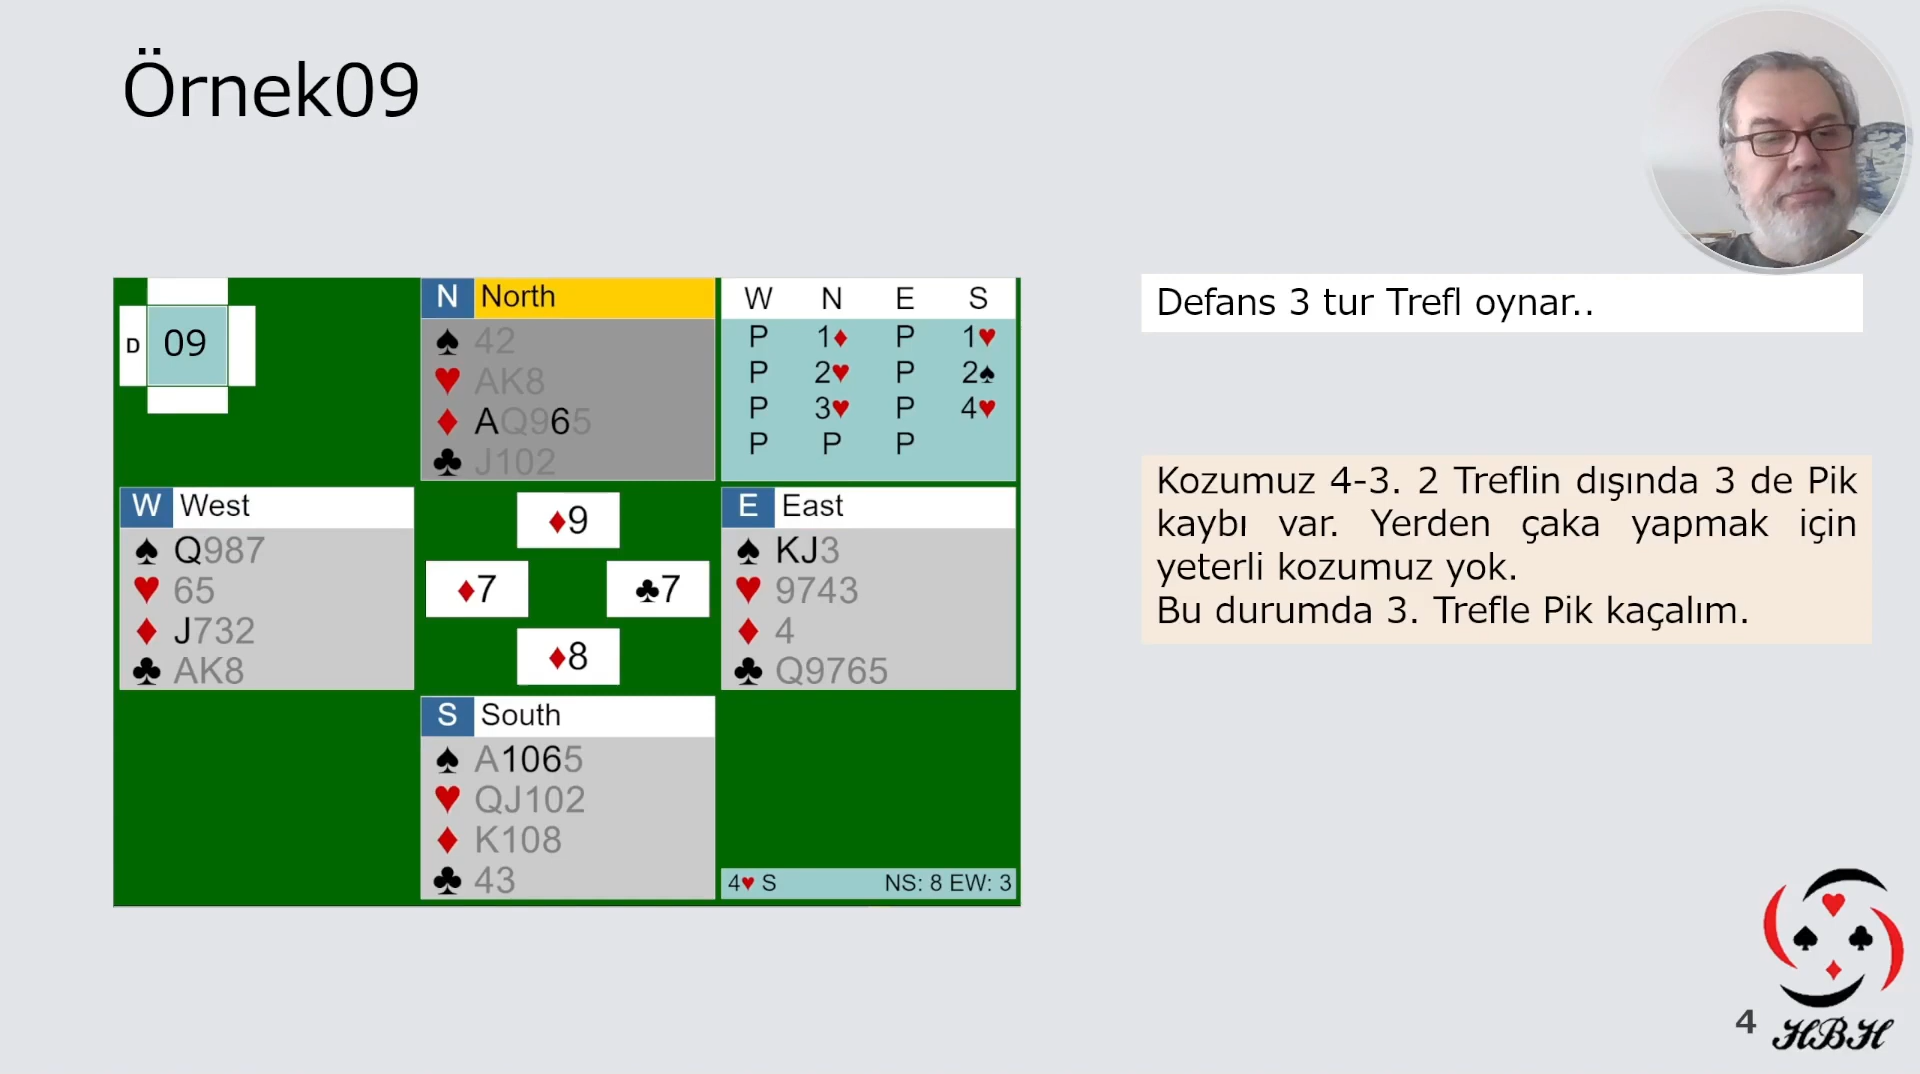 Örnek09
N North
♠ 42
♥ AK8
♦ AQ965
♣ J102
W N E S
P 1♦ P 1♥
P 2♥ P 2♠
P 3♥ P 4♥
P P P
D 09
W West
♠ Q987
♥ 65
♦ J732
♣ AK8
♦9
♦7
♣7
♦8
E East
♠ KJ3
♥ 9743
♦ 4
♣ Q9765
S South
♠ A1065
♥ QJ102
♦ K108
♣ 43
4♥ S NS: 8 EW: 3
Defans 3 tur Trefl oynar..
Kozumuz 4-3. 2 Treflin dışında 3 de Pik
kaybı var. Yerden çaka yapmak için
yeterli kozumuz yok.
Bu durumda 3. Trefle Pik kaçalım.
4
HBH